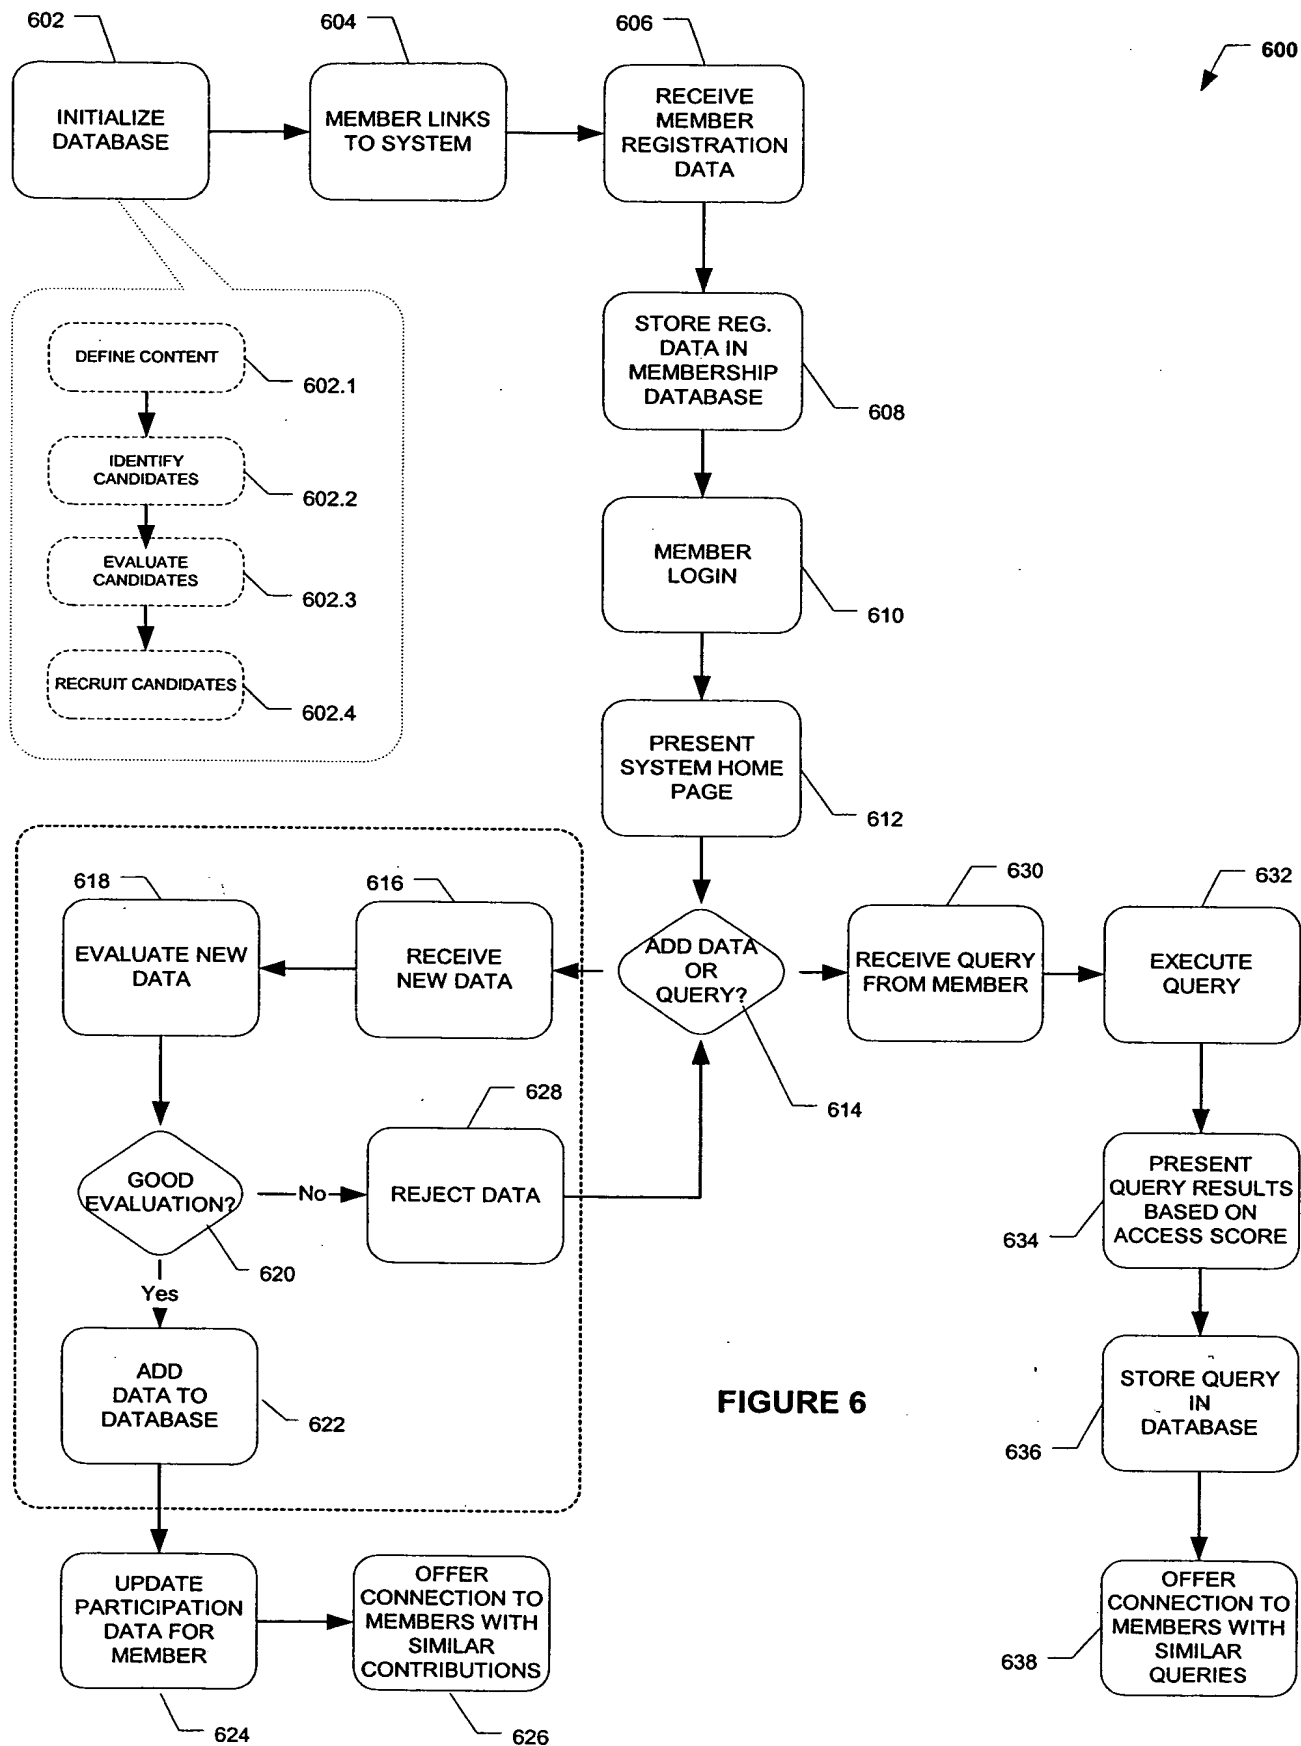 602
604
606
600
INITIALIZE
DATABASE
MEMBER LINKS
TO SYSTEM
RECEIVE
MEMBER
REGISTRATION
DATA
DEFINE CONTENT
602.1
IDENTIFY
CANDIDATES
602.2
EVALUATE
CANDIDATES
602.3
RECRUIT CANDIDATES
602.4
STORE REG.
DATA IN
MEMBERSHIP
DATABASE
608
MEMBER
LOGIN
610
PRESENT
SYSTEM HOME
PAGE
612
618
616
630
632
EVALUATE NEW
DATA
RECEIVE
NEW DATA
ADD DATA
OR
QUERY?
614
RECEIVE QUERY
FROM MEMBER
EXECUTE
QUERY
628
GOOD
EVALUATION?
620
No
REJECT DATA
Yes
PRESENT
QUERY RESULTS
BASED ON
ACCESS SCORE
634
ADD
DATA TO
DATABASE
622
FIGURE 6
STORE QUERY
IN
DATABASE
636
UPDATE
PARTICIPATION
DATA FOR
MEMBER
624
OFFER
CONNECTION TO
MEMBERS WITH
SIMILAR
CONTRIBUTIONS
626
OFFER
CONNECTION TO
MEMBERS WITH
SIMILAR
QUERIES
638